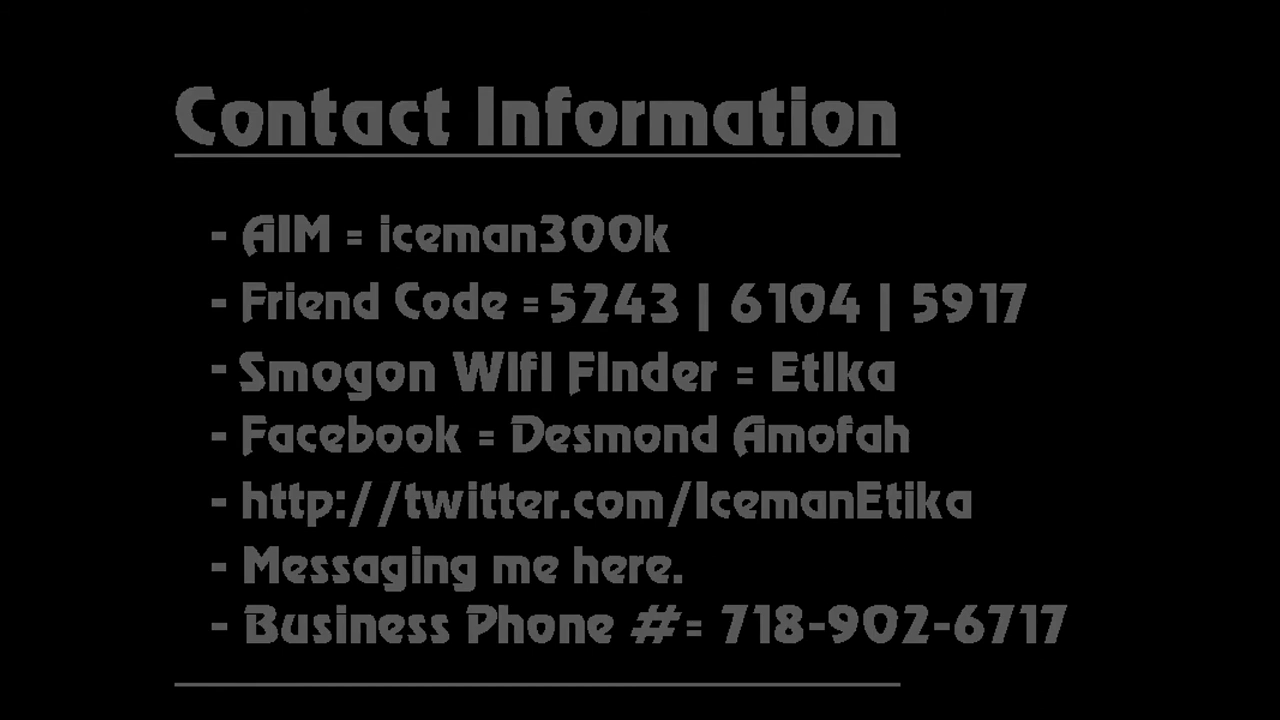 Contact Information
- AIM = iceman300k
- Friend Code = 5243 | 6104 | 5917
- Smogon Wifi Finder = Etika
- Facebook = Desmond Amofah
- http://twitter.com/IcemanEtika
- Messaging me here.
- Business Phone #= 718-902-6717